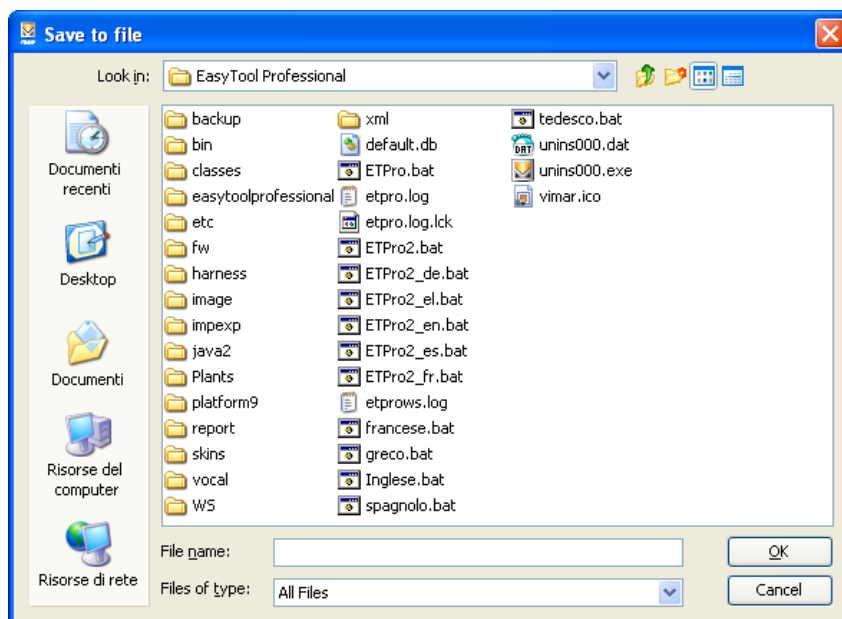 Save to file
Look in:
EasyTool Professional
Documenti
recenti
Desktop
Documenti
Risorse del
computer
Risorse di rete
backup
bin
classes
easytoolprofessional
etc
fw
harness
image
impexp
java2
Plants
platform9
report
skins
vocal
WS
xml
default.db
ETPro.bat
etpro.log
etpro.log.lck
ETPro2.bat
ETPro2_de.bat
ETPro2_el.bat
ETPro2_en.bat
ETPro2_es.bat
ETPro2_fr.bat
etprows.log
francese.bat
greco.bat
Inglese.bat
spagnolo.bat
tedesco.bat
DAT
unins000.dat
unins000.exe
vimar.ico
File name:
OK
Files of type:
All Files
Cancel